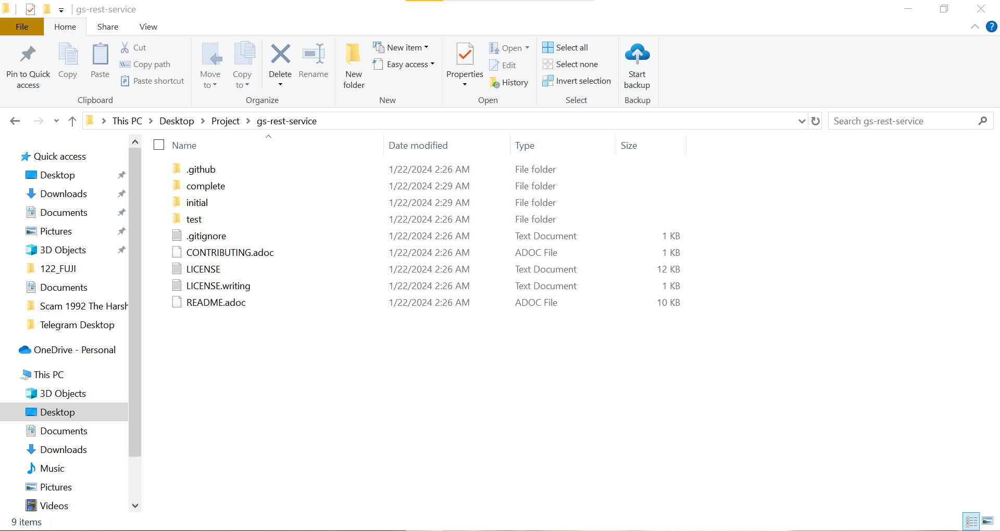 gs-rest-service
File Home Share View
Pin to Quick access
Copy
Paste
Cut
Copy path
Paste shortcut
Clipboard
Move to
Copy to
Delete
Rename
Organize
New folder
New item
Easy access
New
Properties
Open
Edit
History
Open
Select all
Select none
Invert selection
Select
Start backup
Backup
This PC Desktop Project gs-rest-service
Search gs-rest-service
Quick access
Desktop
Downloads
Documents
Pictures
3D Objects
122_FUJI
Documents
Scam 1992 The Harsh
Telegram Desktop
OneDrive - Personal
This PC
3D Objects
Desktop
Documents
Downloads
Music
Pictures
Videos
Name Date modified Type Size
.github 1/22/2024 2:26 AM File folder
complete 1/22/2024 2:29 AM File folder
initial 1/22/2024 2:29 AM File folder
test 1/22/2024 2:26 AM File folder
.gitignore 1/22/2024 2:26 AM Text Document 1 KB
CONTRIBUTING.adoc 1/22/2024 2:26 AM ADOC File 1 KB
LICENSE 1/22/2024 2:26 AM Text Document 12 KB
LICENSE.writing 1/22/2024 2:26 AM Text Document 1 KB
README.adoc 1/22/2024 2:26 AM ADOC File 10 KB
9 items